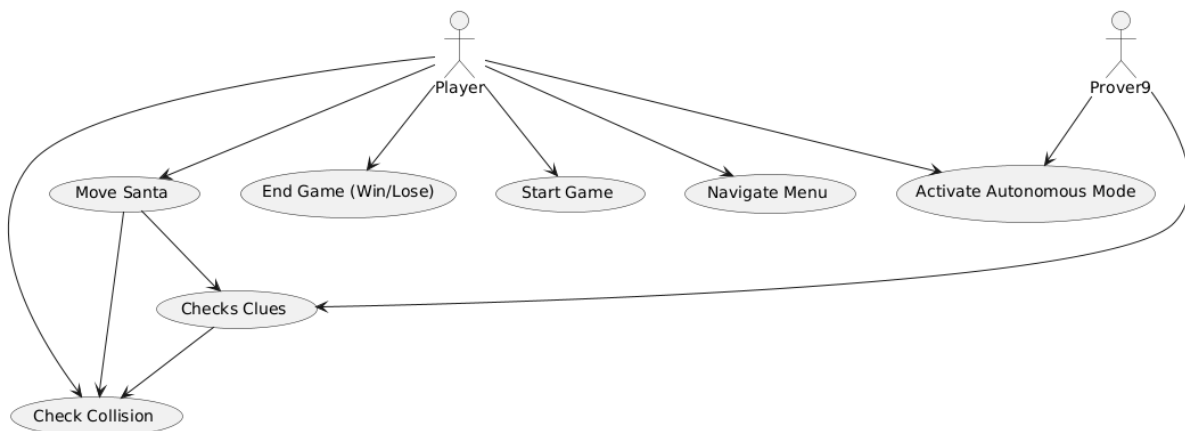 Player
Prover9
Move Santa
End Game (Win/Lose)
Start Game
Navigate Menu
Activate Autonomous Mode
Checks Clues
Check Collision